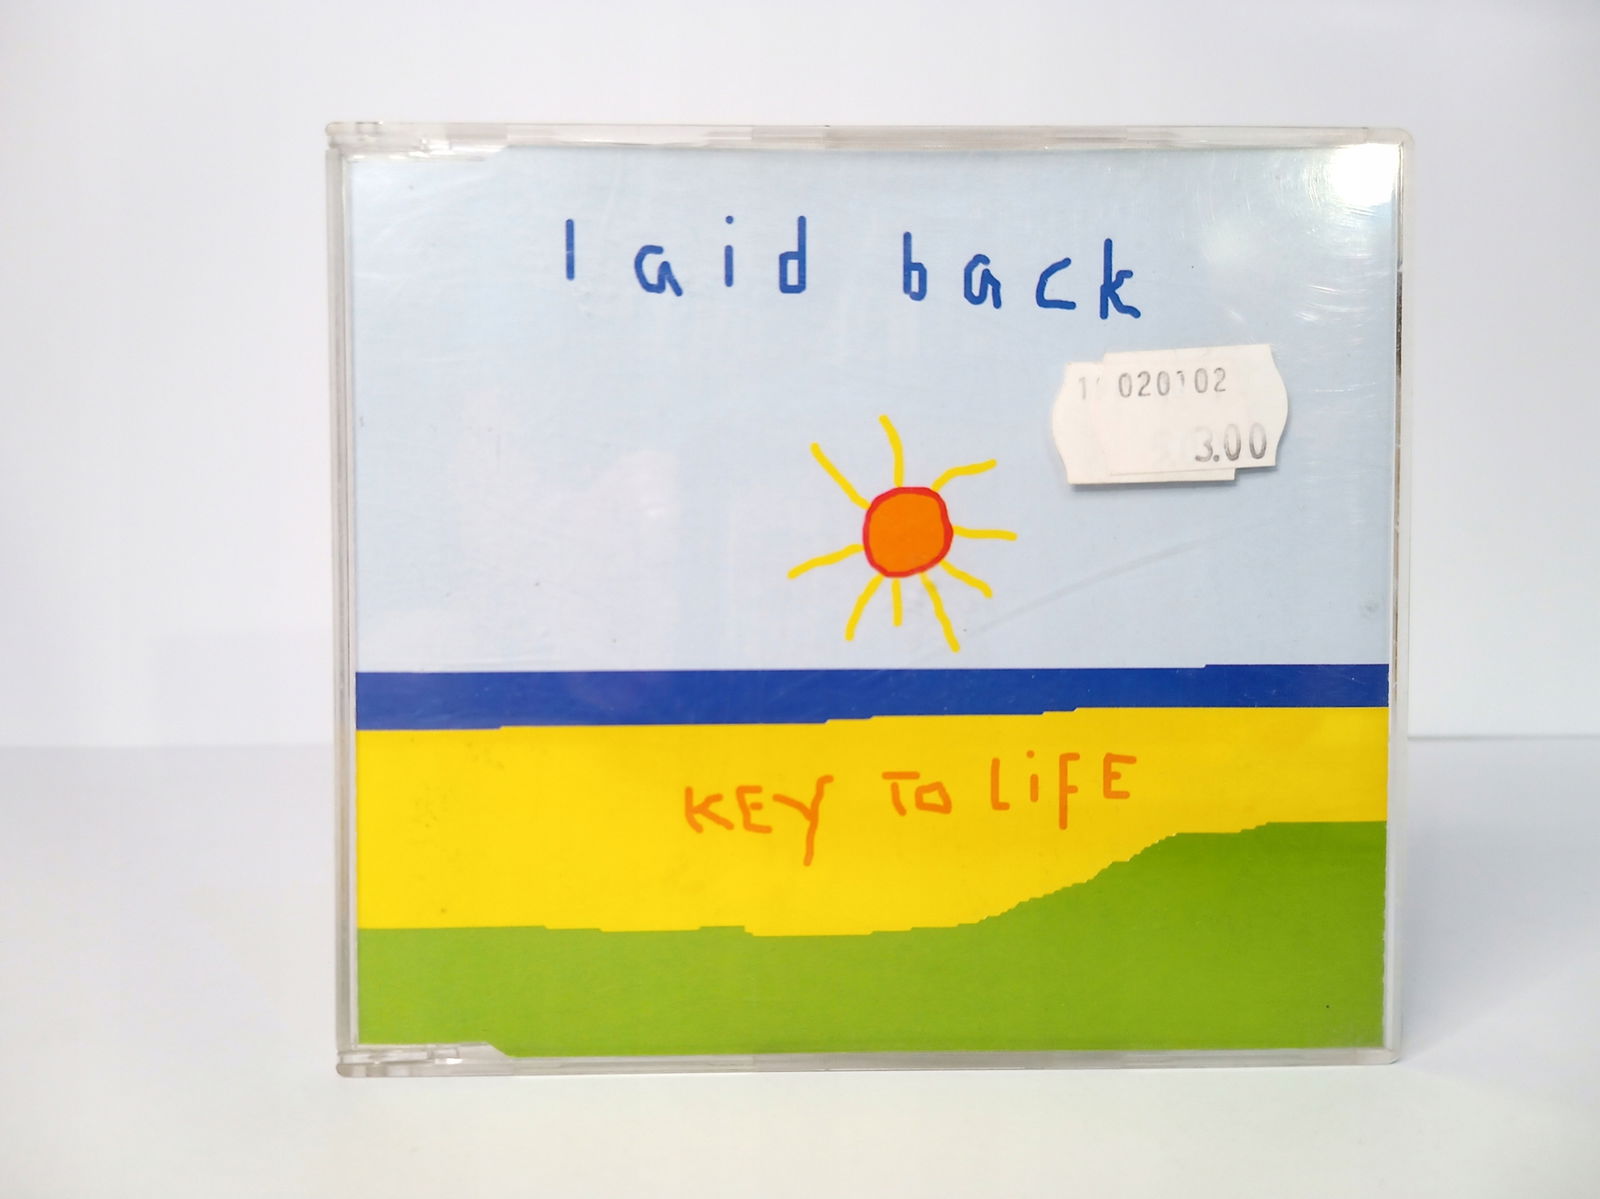 laid back
020102
3.00
KEY TO LiFE